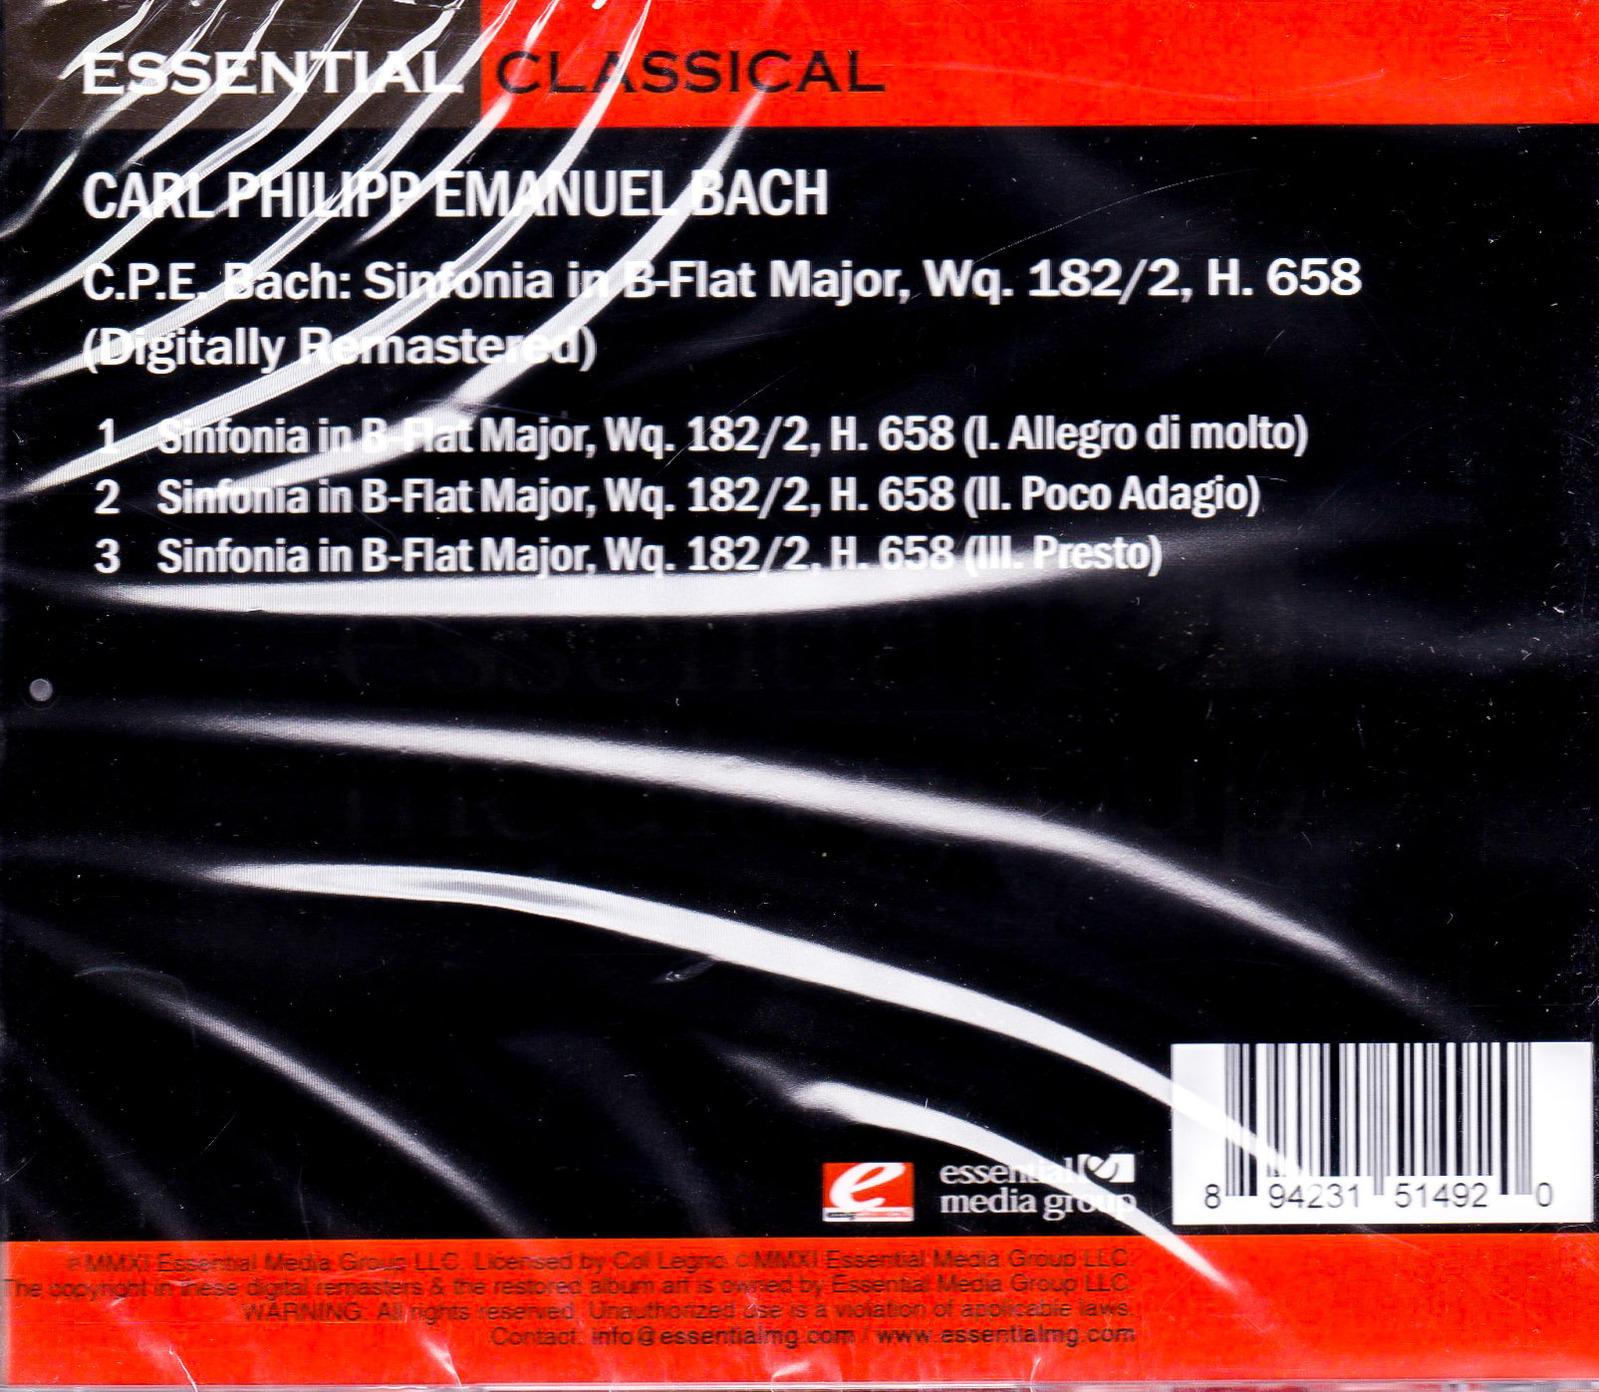 ESSENTIAL CLASSICAL
CARL PHILIPP EMANUEL BACH
C.P.E. Bach: Sinfonia in B-Flat Major, Wq. 182/2, H. 658
(Digitally Remastered)
1 Sinfonia in B-Flat Major, Wq. 182/2, H. 658 (I. Allegro di molto)
2 Sinfonia in B-Flat Major, Wq. 182/2, H. 658 (II. Poco Adagio)
3 Sinfonia in B-Flat Major, Wq. 182/2, H. 658 (III. Presto)
essential
media group
e
essential
media group
8 94231 51492 0
℗MMXI Essential Media Group LLC. Licensed by Col Legno. ©MMXI Essential Media Group LLC.
The copyright in these digital remasters & the restored album art is owned by Essential Media Group LLC.
WARNING: All rights reserved. Unauthorized use is a violation of applicable laws.
Contact: info@essentialmg.com / www.essentialmg.com